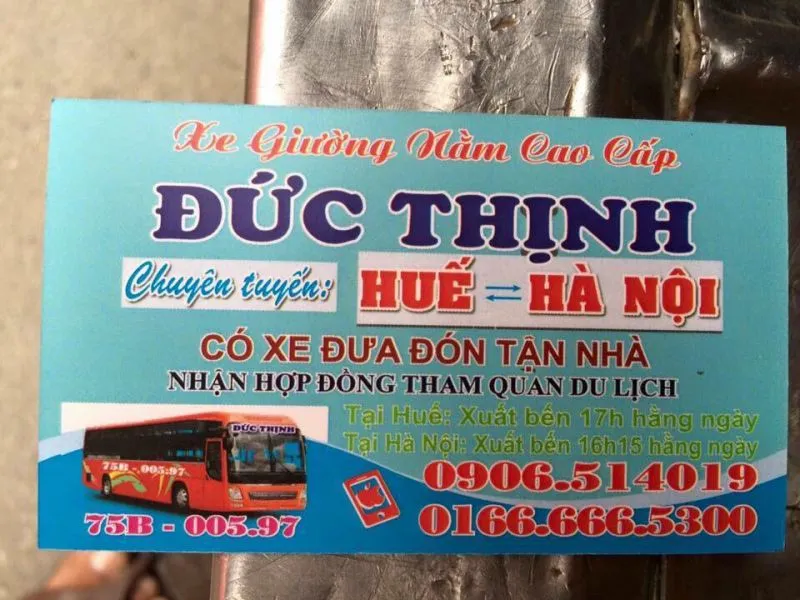 Xe Giường Nằm Cao Cấp
ĐỨC THỊNH
Chuyên tuyến: HUẾ ⇄ HÀ NỘI
CÓ XE ĐƯA ĐÓN TẬN NHÀ
NHẬN HỢP ĐỒNG THAM QUAN DU LỊCH
Tại Huế: Xuất bến 17h hằng ngày
Tại Hà Nội: Xuất bến 16h15 hằng ngày
ĐỨC THỊNH
75B - 005.97
75B - 005.97
0906.514019
0166.666.5300